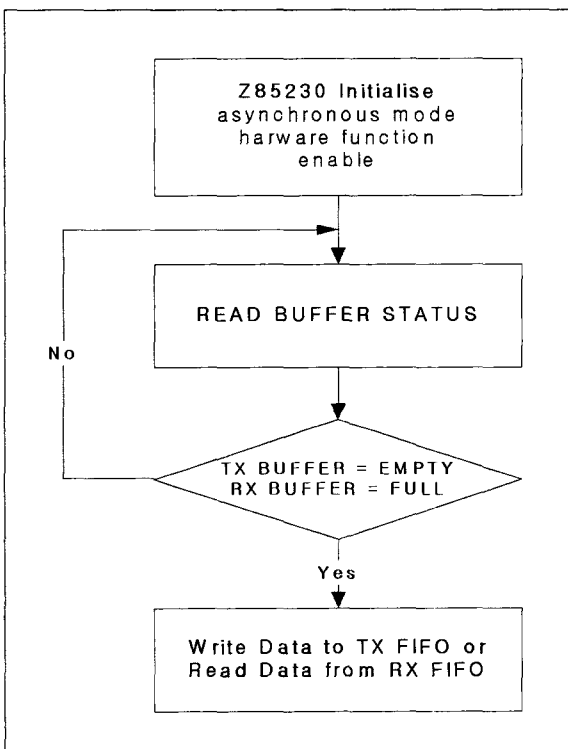 Z85230 Initialise
asynchronous mode
harware function
enable
READ BUFFER STATUS
No
TX BUFFER = EMPTY
RX BUFFER = FULL
Yes
Write Data to TX FIFO or
Read Data from RX FIFO